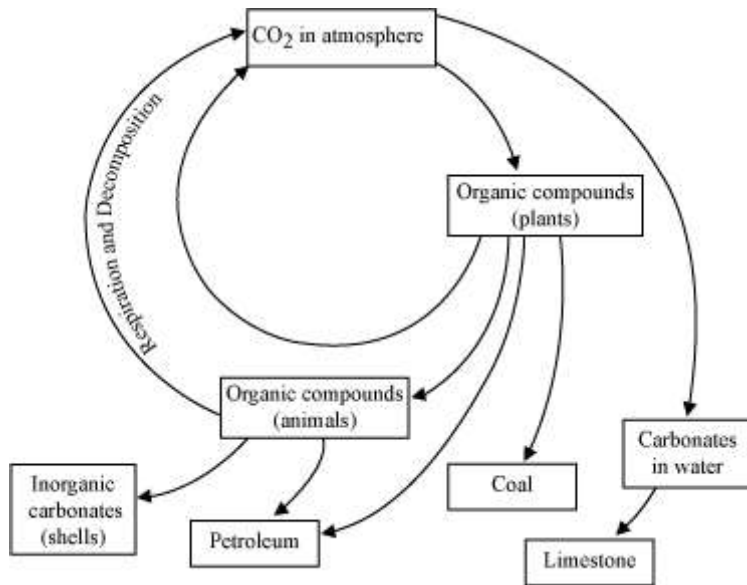 CO₂ in atmosphere
Respiration and Decomposition
Organic compounds
(plants)
Organic compounds
(animals)
Carbonates
in water
Inorganic
carbonates
(shells)
Petroleum
Coal
Limestone